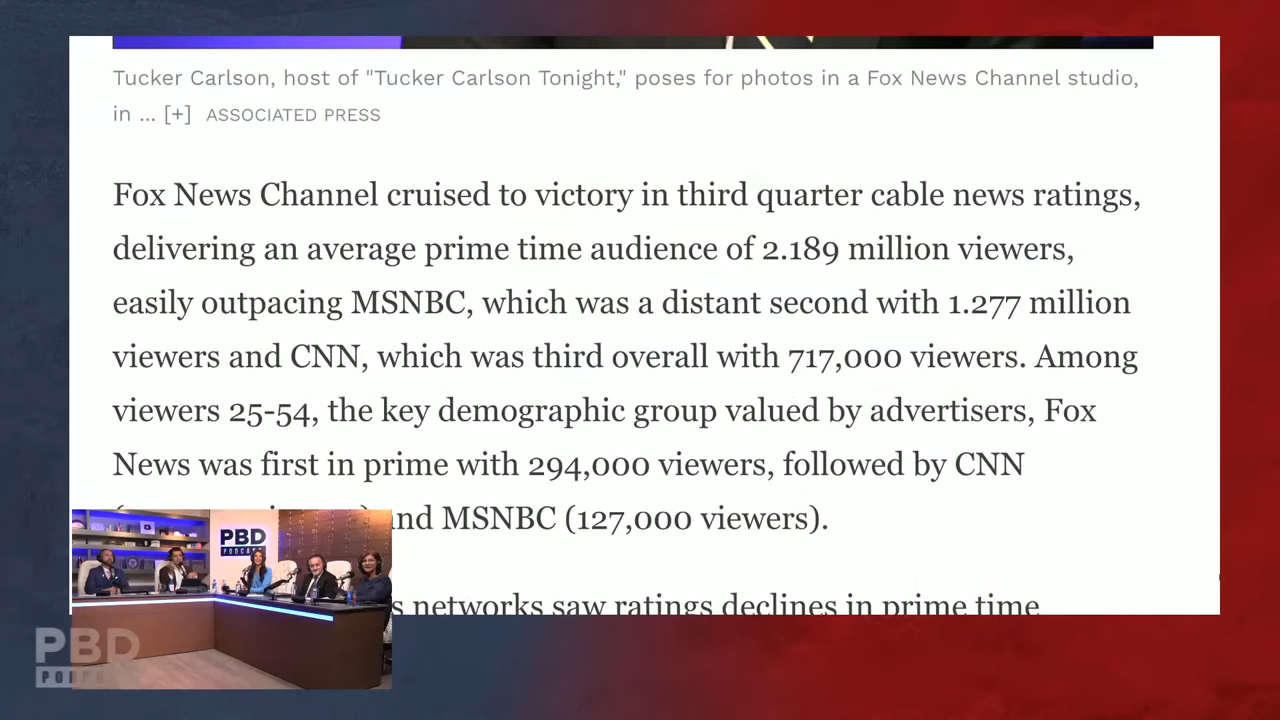 Tucker Carlson, host of "Tucker Carlson Tonight," poses for photos in a Fox News Channel studio,
in ... [+] ASSOCIATED PRESS
Fox News Channel cruised to victory in third quarter cable news ratings,
delivering an average prime time audience of 2.189 million viewers,
easily outpacing MSNBC, which was a distant second with 1.277 million
viewers and CNN, which was third overall with 717,000 viewers. Among
viewers 25-54, the key demographic group valued by advertisers, Fox
News was first in prime with 294,000 viewers, followed by CNN
and MSNBC (127,000 viewers).
networks saw ratings declines in prime time
PBD
PODCAST
PBD